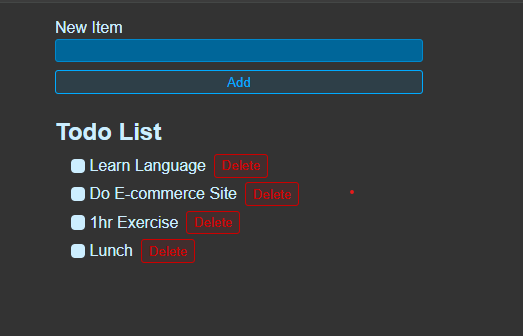 New Item
Add
Todo List
Learn Language Delete
Do E-commerce Site Delete
1hr Exercise Delete
Lunch Delete